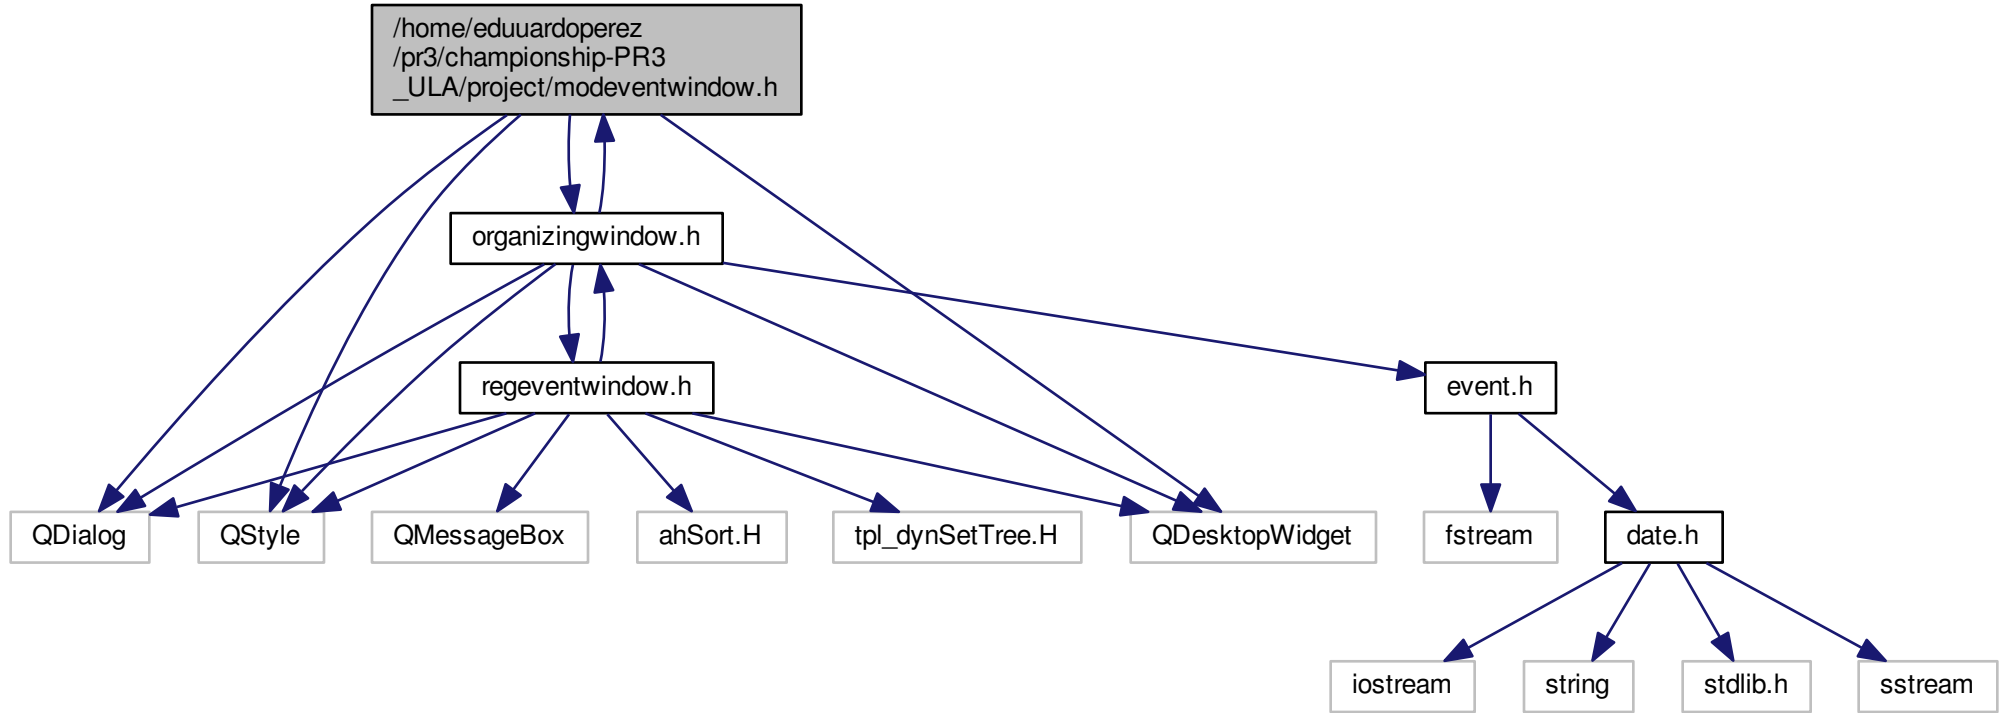 /home/eduuardoperez
/pr3/championship-PR3
_ULA/project/modeventwindow.h
organizingwindow.h
regeventwindow.h
event.h
QDialog
QStyle
QMessageBox
ahSort.H
tpl_dynSetTree.H
QDesktopWidget
fstream
date.h
iostream
string
stdlib.h
sstream